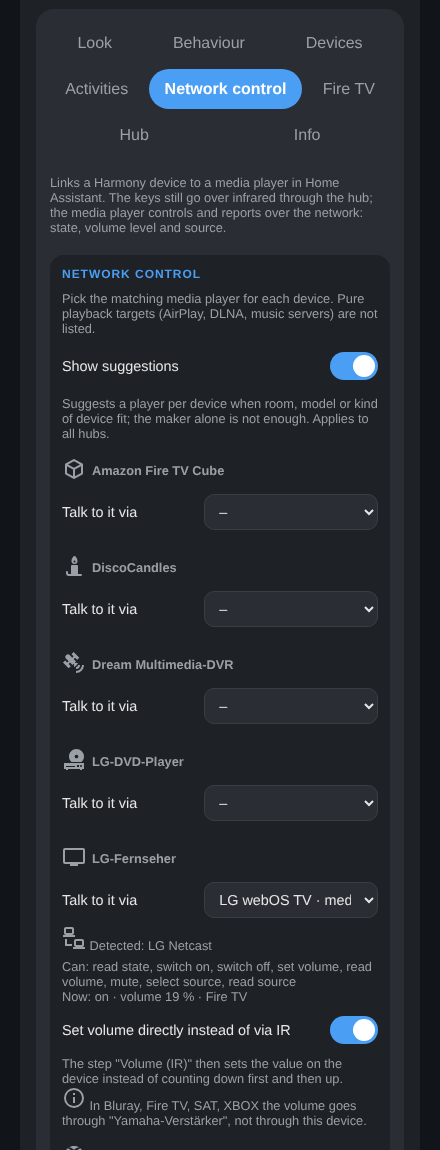 Look Behaviour Devices
Activities Network control Fire TV
Hub Info
Links a Harmony device to a media player in Home
Assistant. The keys still go over infrared through the hub;
the media player controls and reports over the network:
state, volume level and source.
NETWORK CONTROL
Pick the matching media player for each device. Pure
playback targets (AirPlay, DLNA, music servers) are not
listed.
Show suggestions
Suggests a player per device when room, model or kind
of device fit; the maker alone is not enough. Applies to
all hubs.
Amazon Fire TV Cube
Talk to it via –
DiscoCandles
Talk to it via –
Dream Multimedia-DVR
Talk to it via –
LG-DVD-Player
Talk to it via –
LG-Fernseher
Talk to it via LG webOS TV · med
Detected: LG Netcast
Can: read state, switch on, switch off, set volume, read
volume, mute, select source, read source
Now: on · volume 19 % · Fire TV
Set volume directly instead of via IR
The step "Volume (IR)" then sets the value on the
device instead of counting down first and then up.
In Bluray, Fire TV, SAT, XBOX the volume goes
through "Yamaha-Verstärker", not through this device.